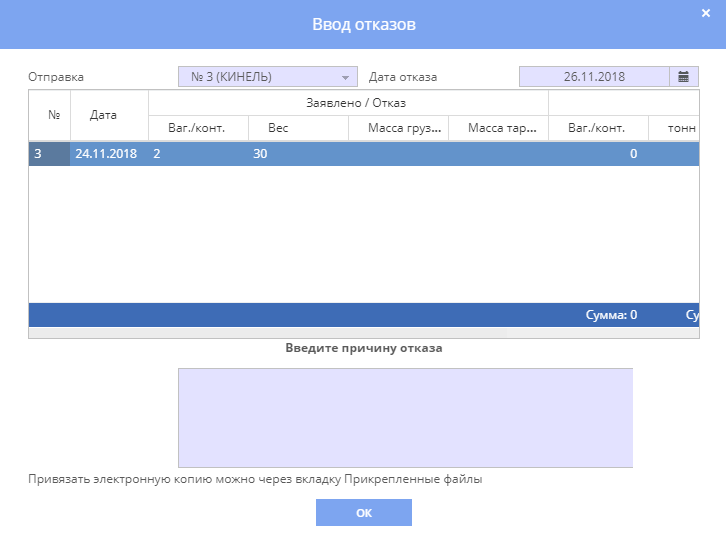 Ввод отказов
Отправка № 3 (КИНЕЛЬ) Дата отказа 26.11.2018
Заявлено / Отказ
№ Дата
Ваг./конт. Вес Масса груз... Масса тар... Ваг./конт. тонн
3 24.11.2018 2 30 0
Сумма: 0 Су
Введите причину отказа
Привязать электронную копию можно через вкладку Прикрепленные файлы
ОК